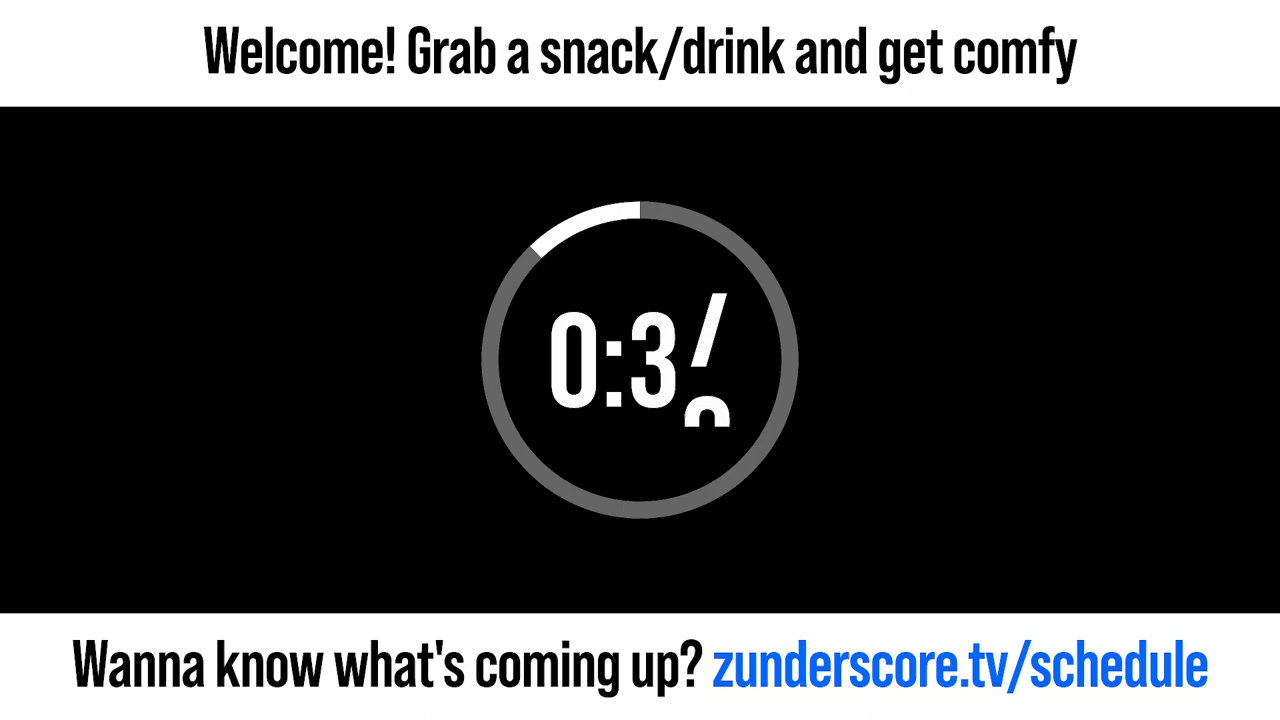 Welcome! Grab a snack/drink and get comfy
0:3
Wanna know what's coming up? zunderscore.tv/schedule